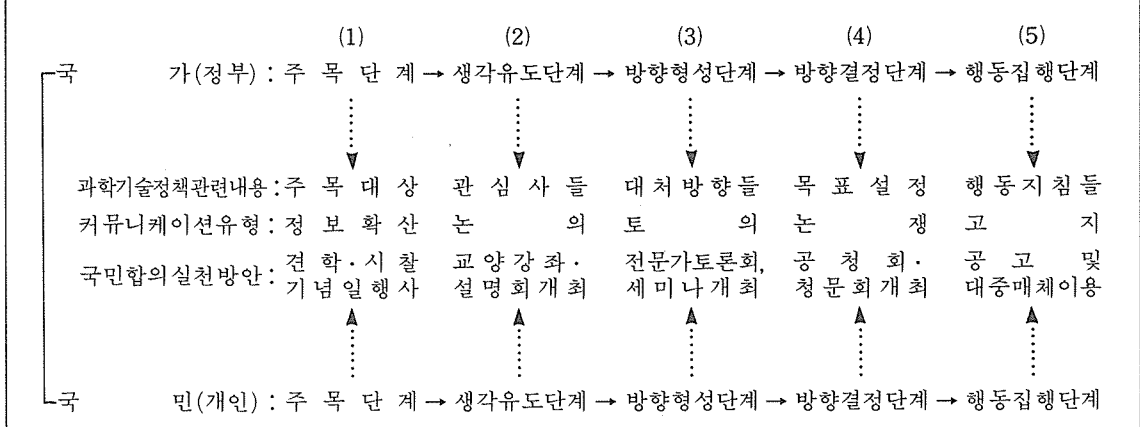 (1) (2) (3) (4) (5)
국 가(정부) : 주 목 단 계 → 생각유도단계 → 방향형성단계 → 방향결정단계 → 행동집행단계
과학기술정책관련내용 : 주 목 대 상 관 심 사 들 대 처 방 향 들 목 표 설 정 행 동 지 침 들
커뮤니케이션유형 : 정 보 확 산 논 의 토 의 논 쟁 고 지
견 학 · 시 찰 교 양 강 좌 · 전문가토론회, 공 청 회 · 공 고 및
국민합의실천방안 :
기 념 일 행 사 설 명 회 개 최 세 미 나 개 최 청 문 회 개 최 대중매체이용
국 민(개인) : 주 목 단 계 → 생각유도단계 → 방향형성단계 → 방향결정단계 → 행동집행단계